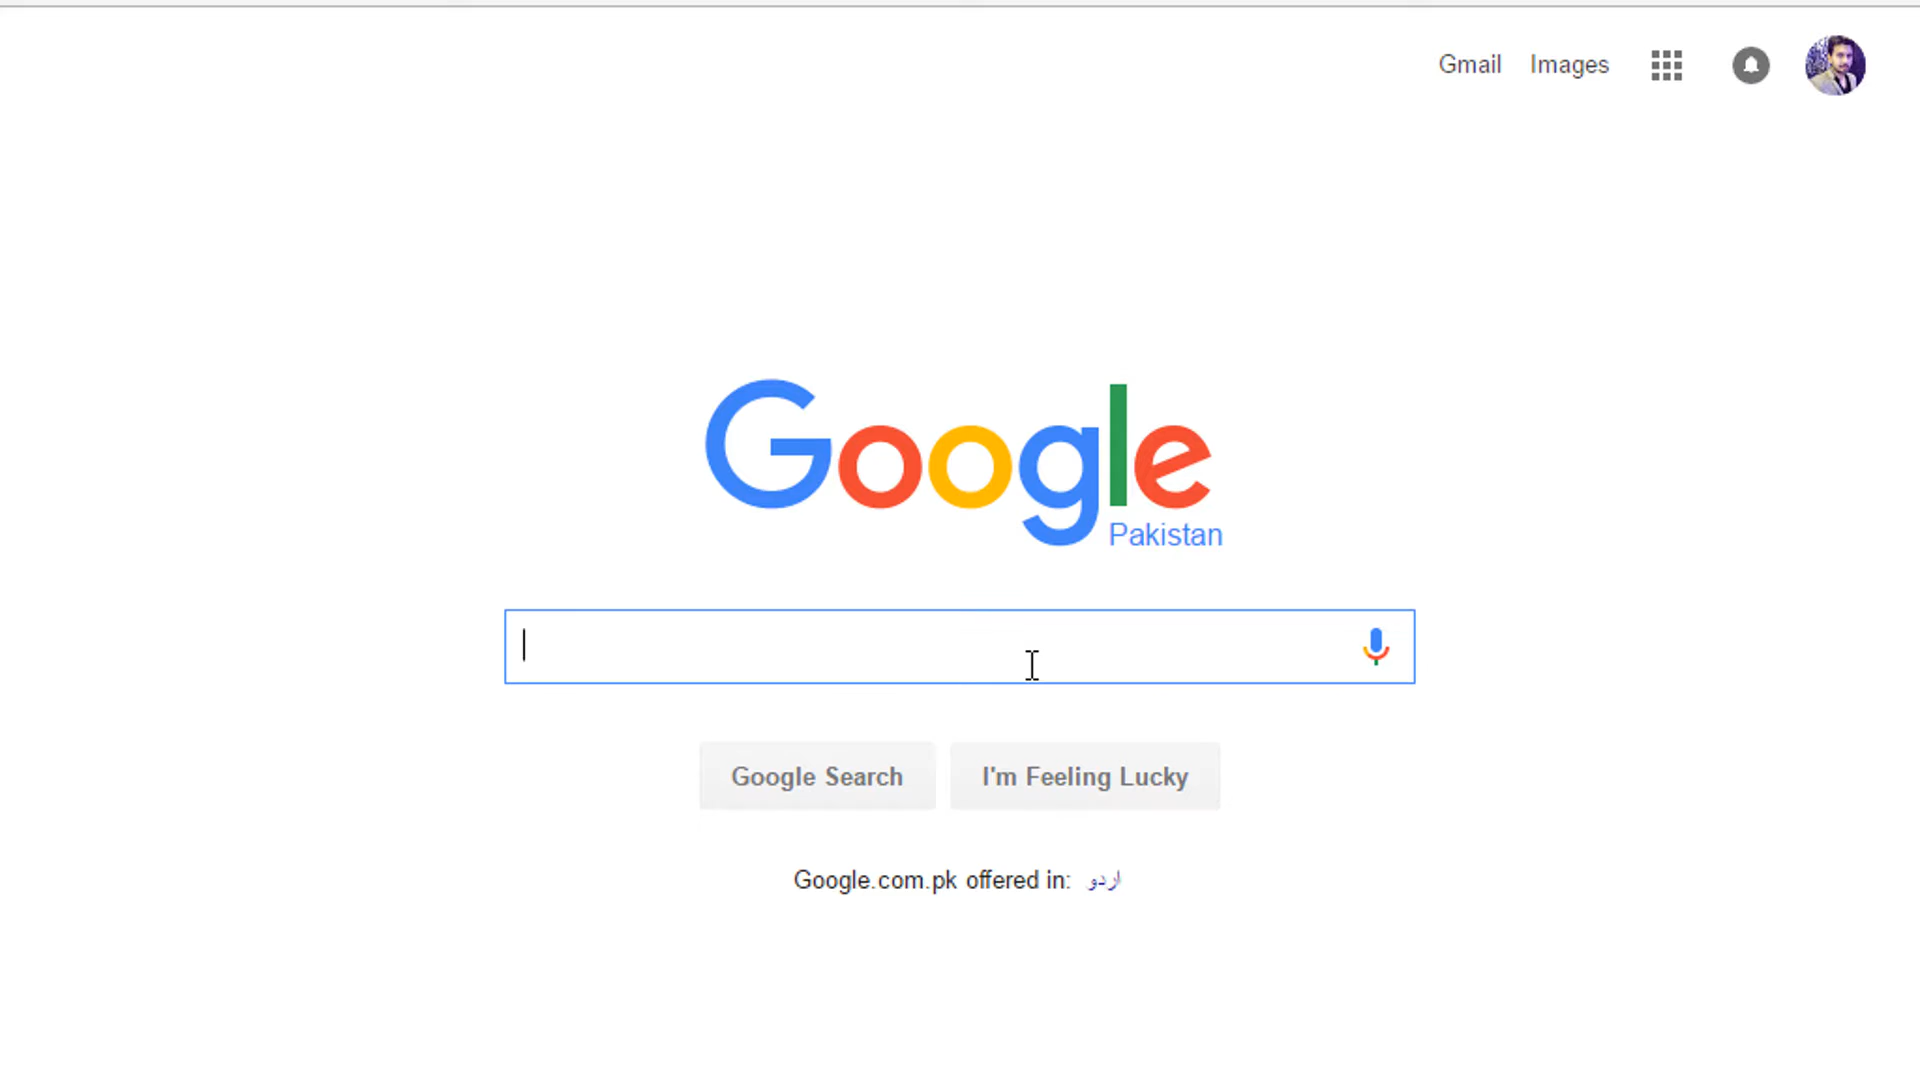 Gmail Images
Google
Pakistan
Google Search I'm Feeling Lucky
Google.com.pk offered in: اردو